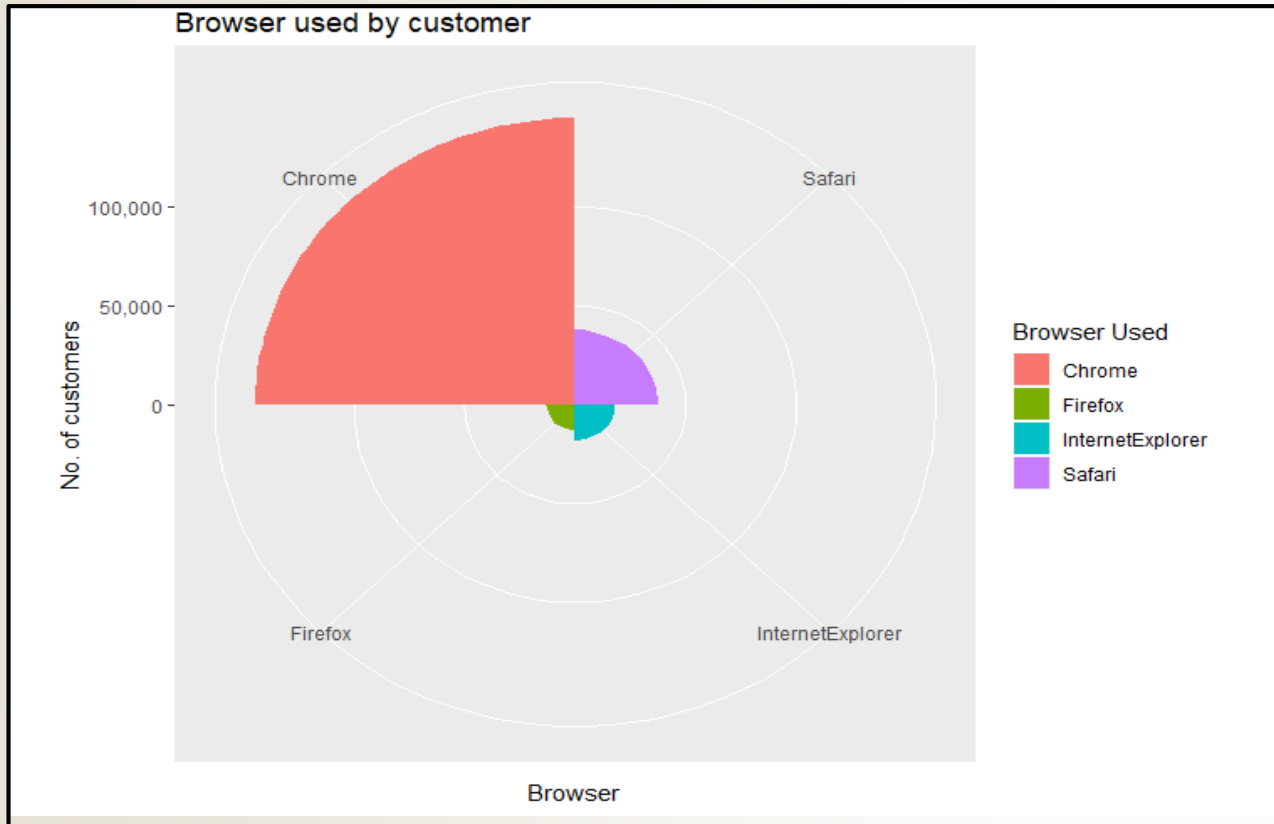 Browser used by customer
Chrome
Safari
100,000
50,000
0
No. of customers
Firefox
InternetExplorer
Browser
Browser Used
Chrome
Firefox
InternetExplorer
Safari